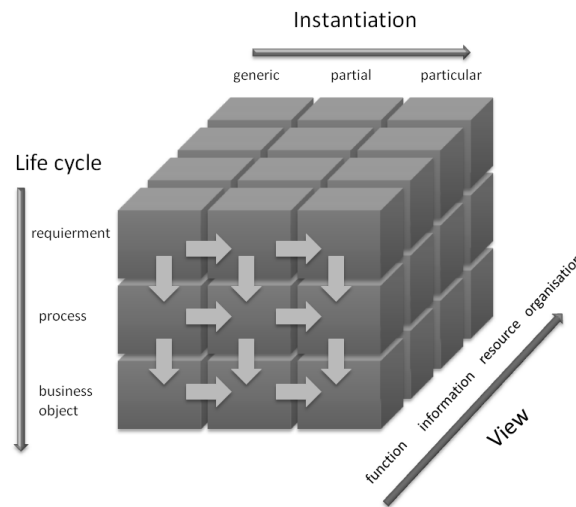 Instantiation
generic partial particular
Life cycle
requierment
process
business
object
function information resource organisation
View